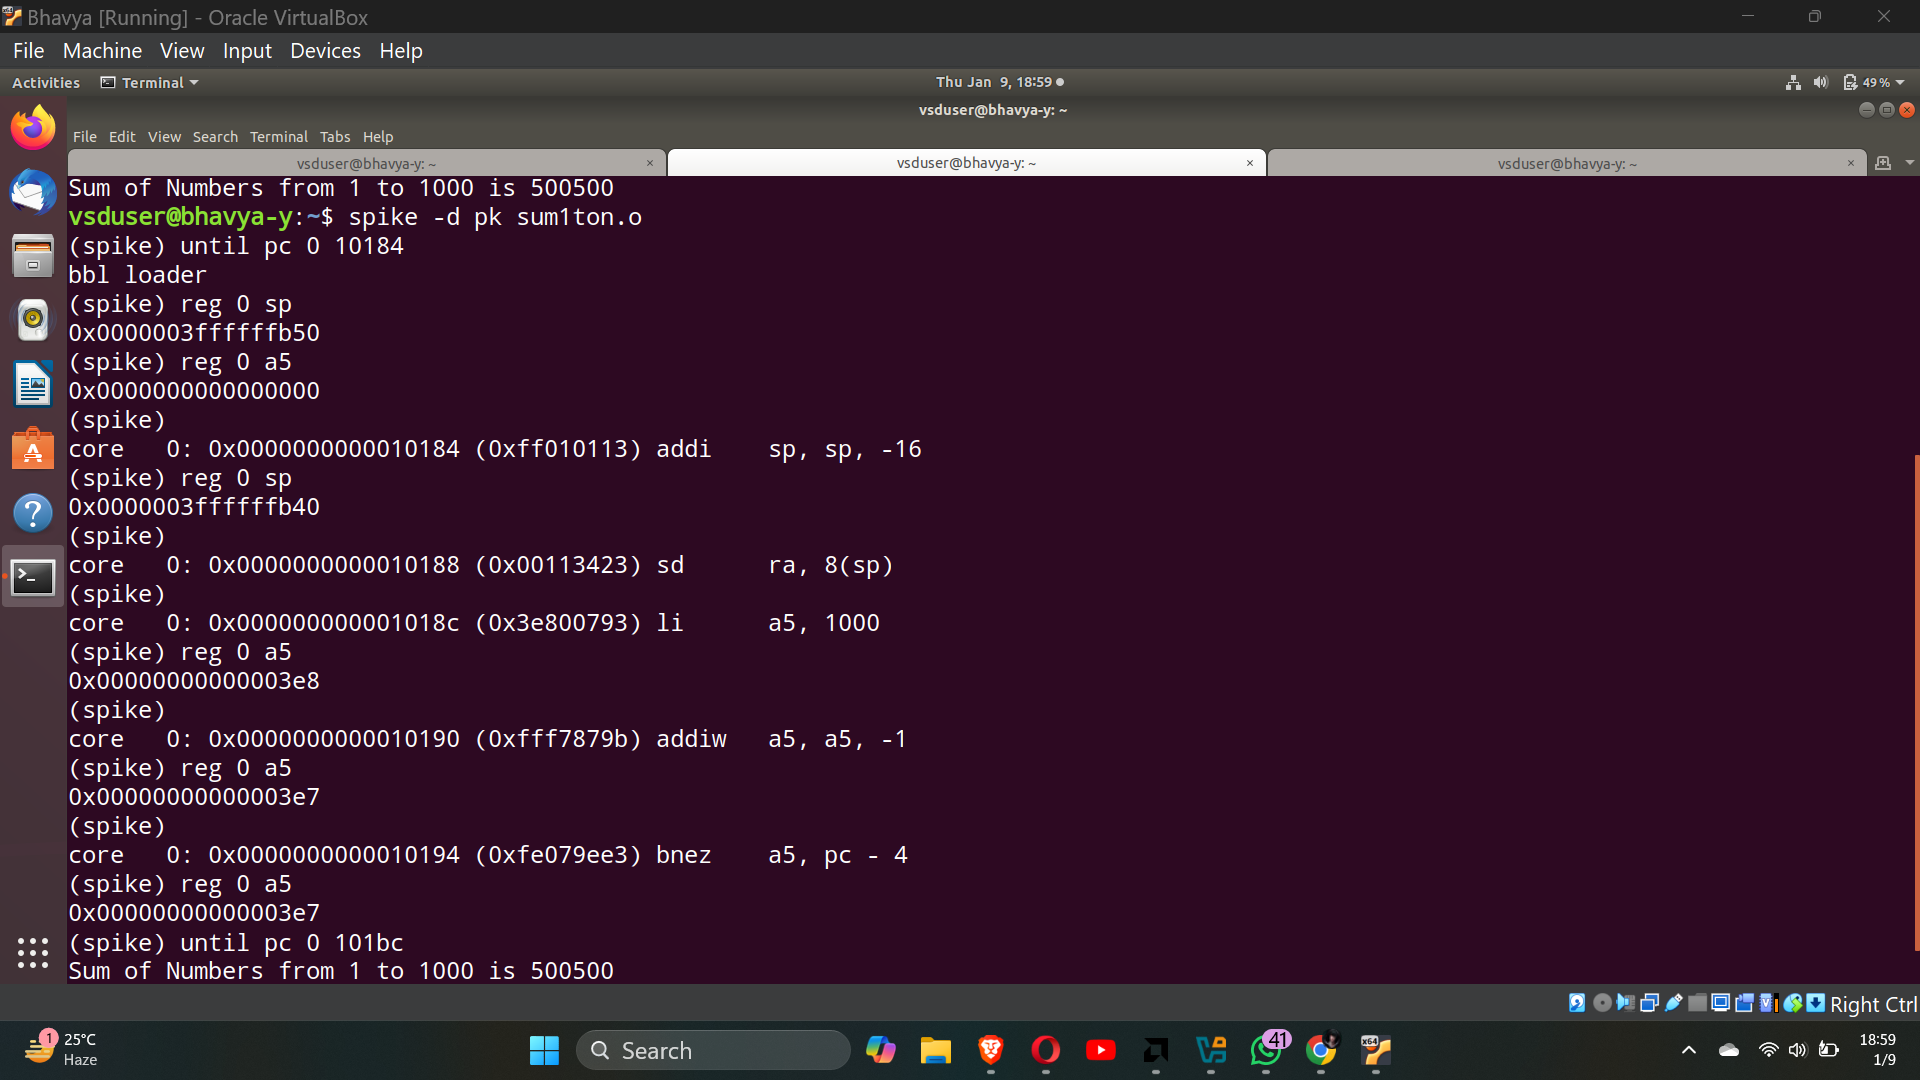 Bhavya [Running] - Oracle VirtualBox
File Machine View Input Devices Help
Activities Terminal Thu Jan 9, 18:59 49 %
vsduser@bhavya-y: ~
File Edit View Search Terminal Tabs Help
vsduser@bhavya-y: ~ vsduser@bhavya-y: ~ vsduser@bhavya-y: ~
Sum of Numbers from 1 to 1000 is 500500
vsduser@bhavya-y:~$ spike -d pk sum1ton.o
(spike) until pc 0 10184
bbl loader
(spike) reg 0 sp
0x0000003ffffffb50
(spike) reg 0 a5
0x0000000000000000
(spike)
core   0: 0x0000000000010184 (0xff010113) addi    sp, sp, -16
(spike) reg 0 sp
0x0000003ffffffb40
(spike)
core   0: 0x0000000000010188 (0x00113423) sd      ra, 8(sp)
(spike)
core   0: 0x000000000001018c (0x3e800793) li      a5, 1000
(spike) reg 0 a5
0x00000000000003e8
(spike)
core   0: 0x0000000000010190 (0xfff7879b) addiw   a5, a5, -1
(spike) reg 0 a5
0x00000000000003e7
(spike)
core   0: 0x0000000000010194 (0xfe079ee3) bnez    a5, pc - 4
(spike) reg 0 a5
0x00000000000003e7
(spike) until pc 0 101bc
Sum of Numbers from 1 to 1000 is 500500
Right Ctrl
1
25°C
Haze
Search
41
x64
18:59
1/9